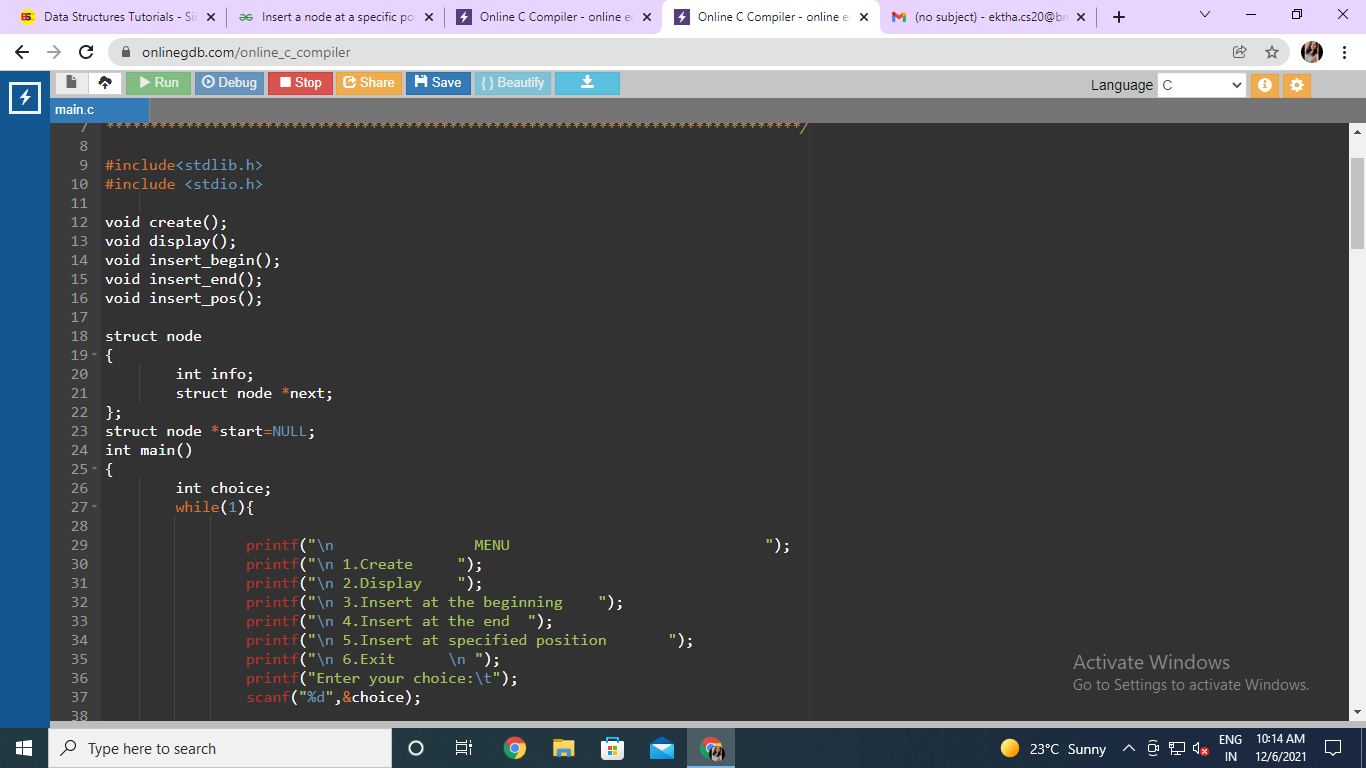 Data Structures Tutorials - Si
Insert a node at a specific po
Online C Compiler - online e
Online C Compiler - online e
(no subject) - ektha.cs20@b
onlinegdb.com/online_c_compiler
Run Debug Stop Share Save { } Beautify
Language C
main.c
7 *******************************************************************************/
8
9 #include<stdlib.h>
10 #include <stdio.h>
11
12 void create();
13 void display();
14 void insert_begin();
15 void insert_end();
16 void insert_pos();
17
18 struct node
19 {
20 int info;
21 struct node *next;
22 };
23 struct node *start=NULL;
24 int main()
25 {
26 int choice;
27 while(1){
28
29 printf("\n MENU ");
30 printf("\n 1.Create ");
31 printf("\n 2.Display ");
32 printf("\n 3.Insert at the beginning ");
33 printf("\n 4.Insert at the end ");
34 printf("\n 5.Insert at specified position ");
35 printf("\n 6.Exit \n ");
36 printf("Enter your choice:\t");
37 scanf("%d",&choice);
38
Activate Windows
Go to Settings to activate Windows.
Type here to search
23°C Sunny
ENG
IN
10:14 AM
12/6/2021